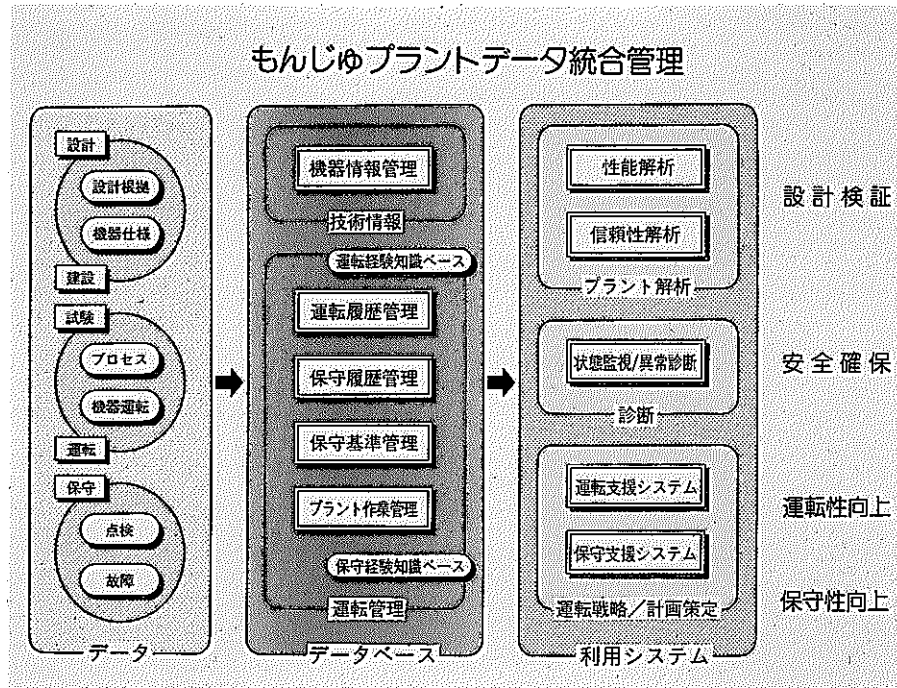 もんじゅプラントデータ統合管理
設計
設計根拠
機器仕様
建設
試験
プロセス
機器運転
運転
保守
点検
故障
データ
機器情報管理
技術情報
運転経験知識ベース
運転履歴管理
保守履歴管理
保守基準管理
プラント作業管理
保守経験知識ベース
運転管理
データベース
性能解析
信頼性解析
プラント解析
状態監視/異常診断
診断
運転支援システム
保守支援システム
運転戦略/計画策定
利用システム
設計検証
安全確保
運転性向上
保守性向上